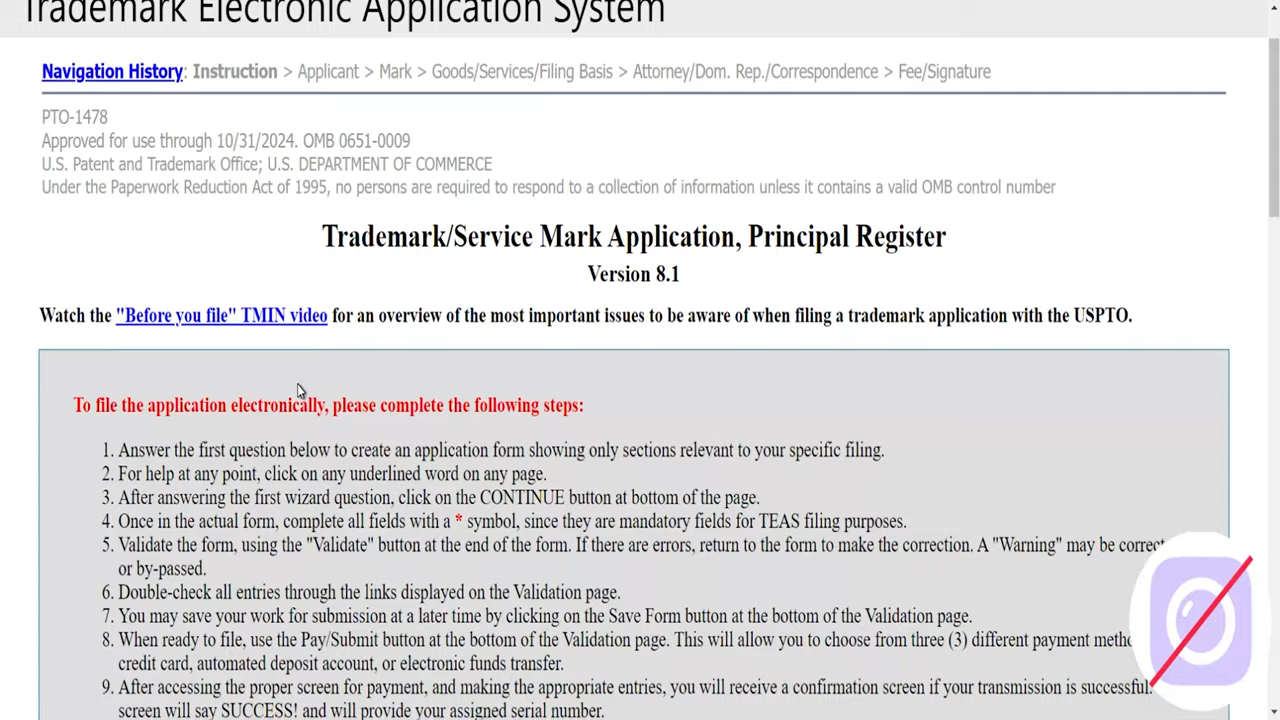 Trademark Electronic Application System
Navigation History: Instruction > Applicant > Mark > Goods/Services/Filing Basis > Attorney/Dom. Rep./Correspondence > Fee/Signature
PTO-1478
Approved for use through 10/31/2024. OMB 0651-0009
U.S. Patent and Trademark Office; U.S. DEPARTMENT OF COMMERCE
Under the Paperwork Reduction Act of 1995, no persons are required to respond to a collection of information unless it contains a valid OMB control number
Trademark/Service Mark Application, Principal Register
Version 8.1
Watch the "Before you file" TMIN video for an overview of the most important issues to be aware of when filing a trademark application with the USPTO.
To file the application electronically, please complete the following steps:
1. Answer the first question below to create an application form showing only sections relevant to your specific filing.
2. For help at any point, click on any underlined word on any page.
3. After answering the first wizard question, click on the CONTINUE button at bottom of the page.
4. Once in the actual form, complete all fields with a * symbol, since they are mandatory fields for TEAS filing purposes.
5. Validate the form, using the "Validate" button at the end of the form. If there are errors, return to the form to make the correction. A "Warning" may be
or by-passed.
6. Double-check all entries through the links displayed on the Validation page.
7. You may save your work for submission at a later time by clicking on the Save Form button at the bottom of the Validation page.
8. When ready to file, use the Pay/Submit button at the bottom of the Validation page. This will allow you to choose from three (3) different payment
credit card, automated deposit account, or electronic funds transfer.
9. After accessing the proper screen for payment, and making the appropriate entries, you will receive a confirmation screen if your transmission is successful.
screen will say SUCCESS! and will provide your assigned serial number.